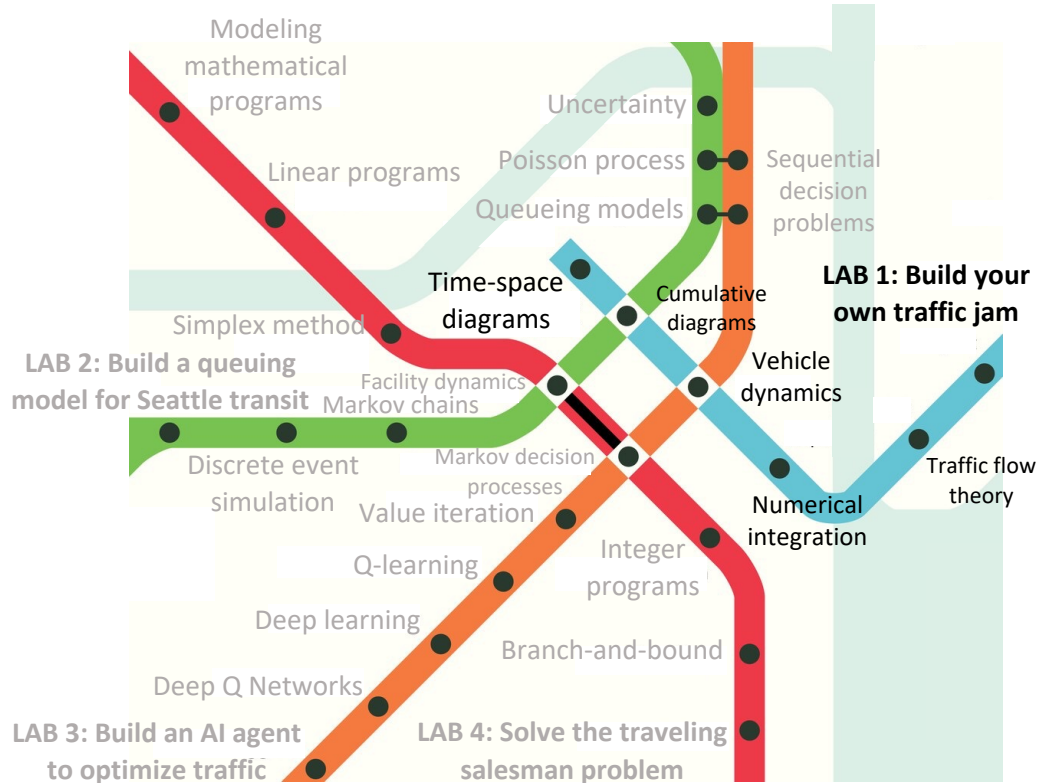 Modeling
mathematical
programs
Uncertainty
Poisson process
Sequential
decision
problems
Linear programs
Queueing models
Time-space
diagrams
Cumulative
diagrams
LAB 1: Build your
own traffic jam
Simplex method
LAB 2: Build a queuing
model for Seattle transit
Facility dynamics
Markov chains
Vehicle
dynamics
Discrete event
simulation
Markov decision
processes
Traffic flow
theory
Value iteration
Numerical
integration
Integer
programs
Q-learning
Deep learning
Branch-and-bound
Deep Q Networks
LAB 3: Build an AI agent
to optimize traffic
LAB 4: Solve the traveling
salesman problem